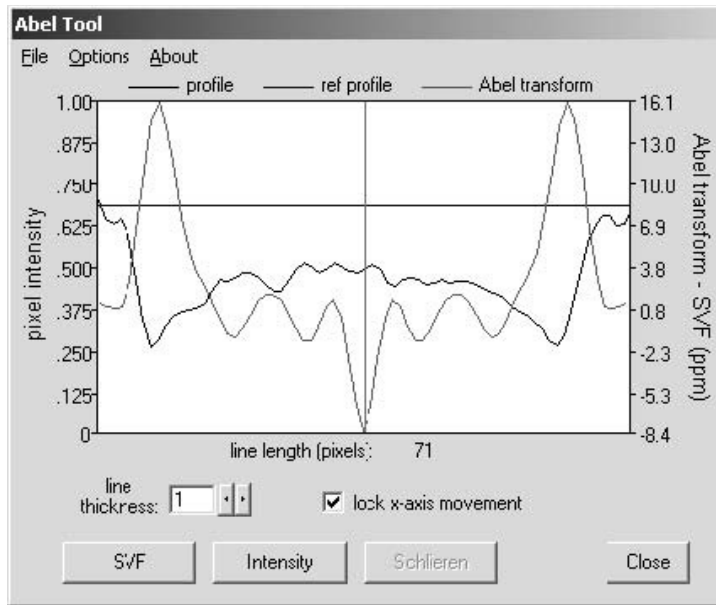 Abel Tool
File Options About
profile ref profile Abel transform
1.00
.875
.750
.625
.500
.375
.250
.125
0
pixel intensity
16.1
13.0
10.0
6.9
3.8
0.8
-2.3
-5.3
-8.4
Abel transform - SVF (ppm)
line length (pixels): 71
line
thickness: 1
lock x-axis movement
SVF Intensity Schlieren Close